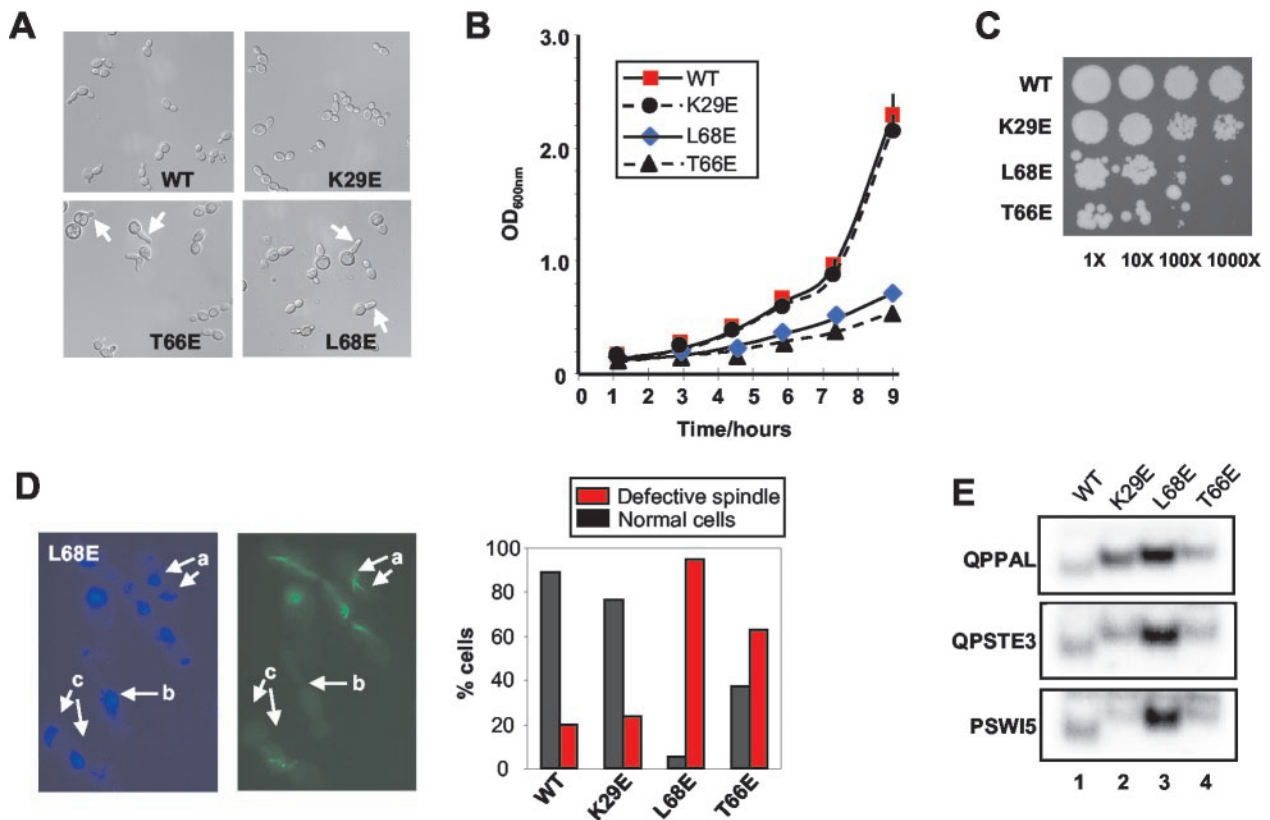 A
WT
K29E
T66E
L68E
B
3.0
2.0
1.0
0
OD600nm
WT
K29E
L68E
T66E
0 1 2 3 4 5 6 7 8 9
Time/hours
C
WT
K29E
L68E
T66E
1X 10X 100X 1000X
D
L68E
a
b
c
a
b
c
Defective spindle
Normal cells
100
80
60
40
20
0
% cells
WT K29E L68E T66E
E
WT K29E L68E T66E
QPPAL
QPSTE3
PSWI5
1 2 3 4